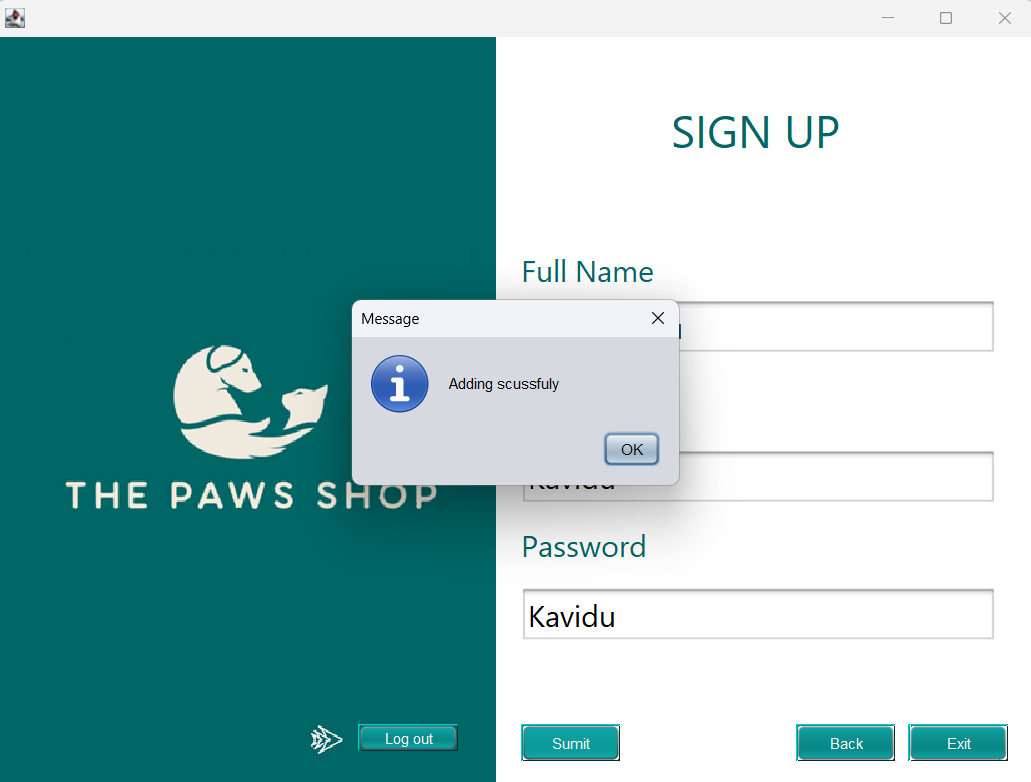 SIGN UP
Full Name
Message
Adding scussfuly
OK
THE PAWS SHOP
Kavidu
Password
Kavidu
Log out
Sumit
Back
Exit